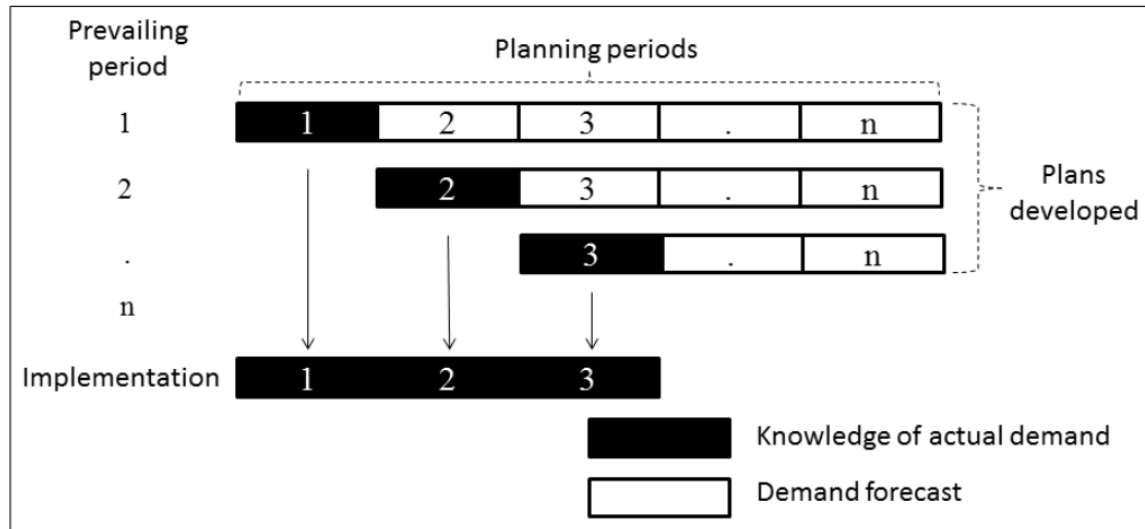 Prevailing
period
Planning periods
1
1 2 3 . n
2
2 3 . n
Plans
developed
.
3 . n
n
Implementation
1 2 3
Knowledge of actual demand
Demand forecast